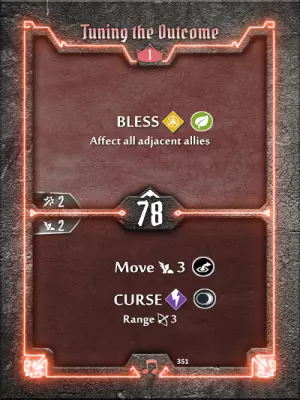 Tuning the Outcome
1
BLESS
Affect all adjacent allies
2
2
78
Move 3
CURSE
Range 3
351